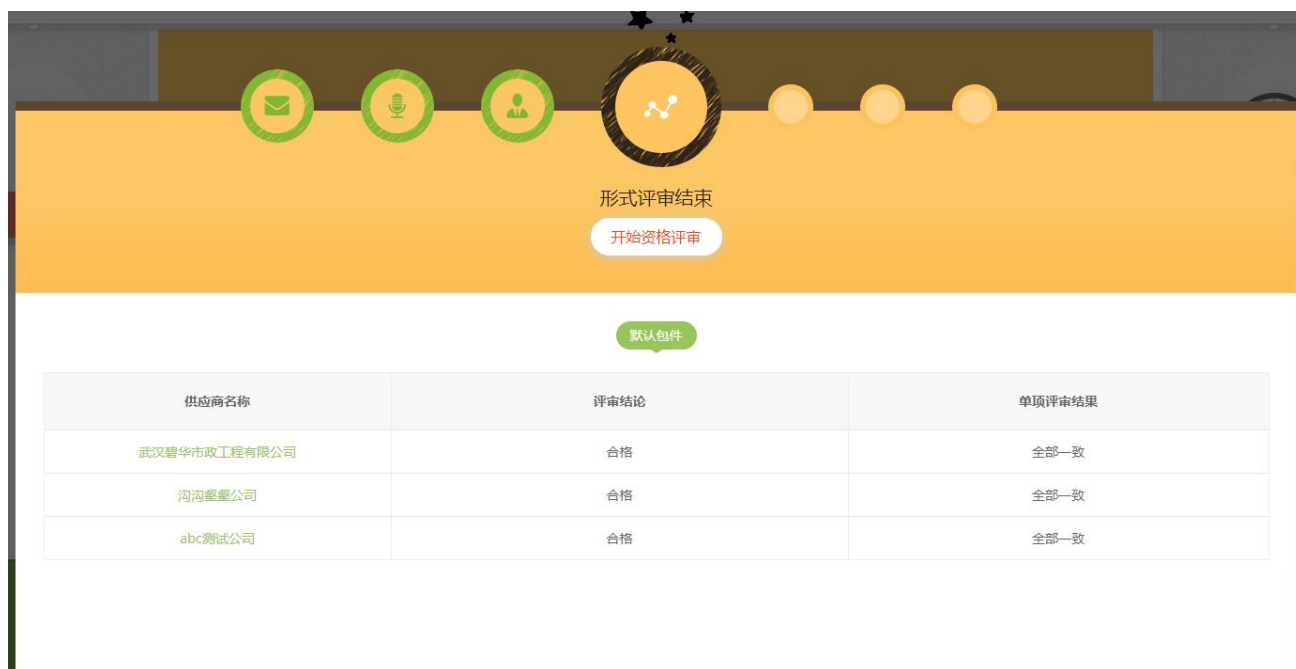 形式评审结束
开始资格评审
默认包件
供应商名称 评审结论 单项评审结果
武汉碧华市政工程有限公司 合格 全部一致
沟沟壑壑公司 合格 全部一致
abc测试公司 合格 全部一致